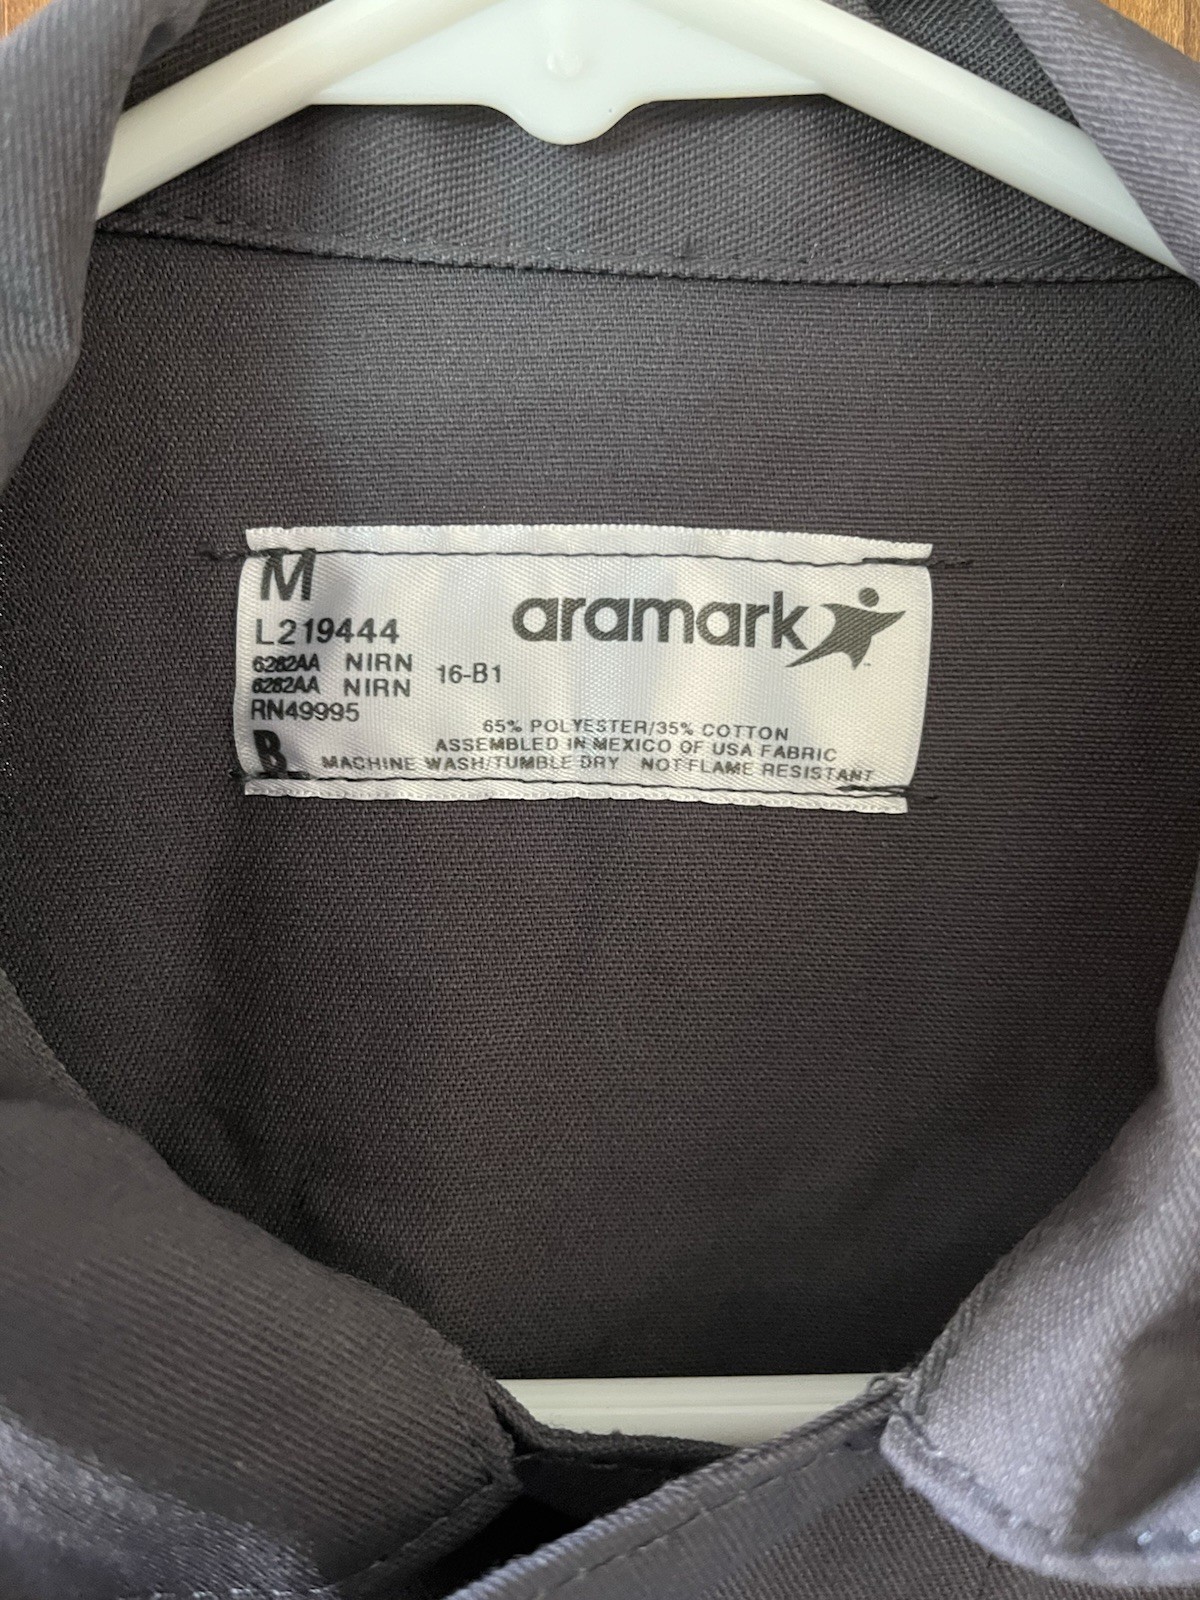 M
aramark
L219444
6282AA NIRN
6282AA NIRN
16-B1
RN49995
65% POLYESTER/35% COTTON
ASSEMBLED IN MEXICO OF USA FABRIC
B
MACHINE WASH/TUMBLE DRY NOT FLAME RESISTANT